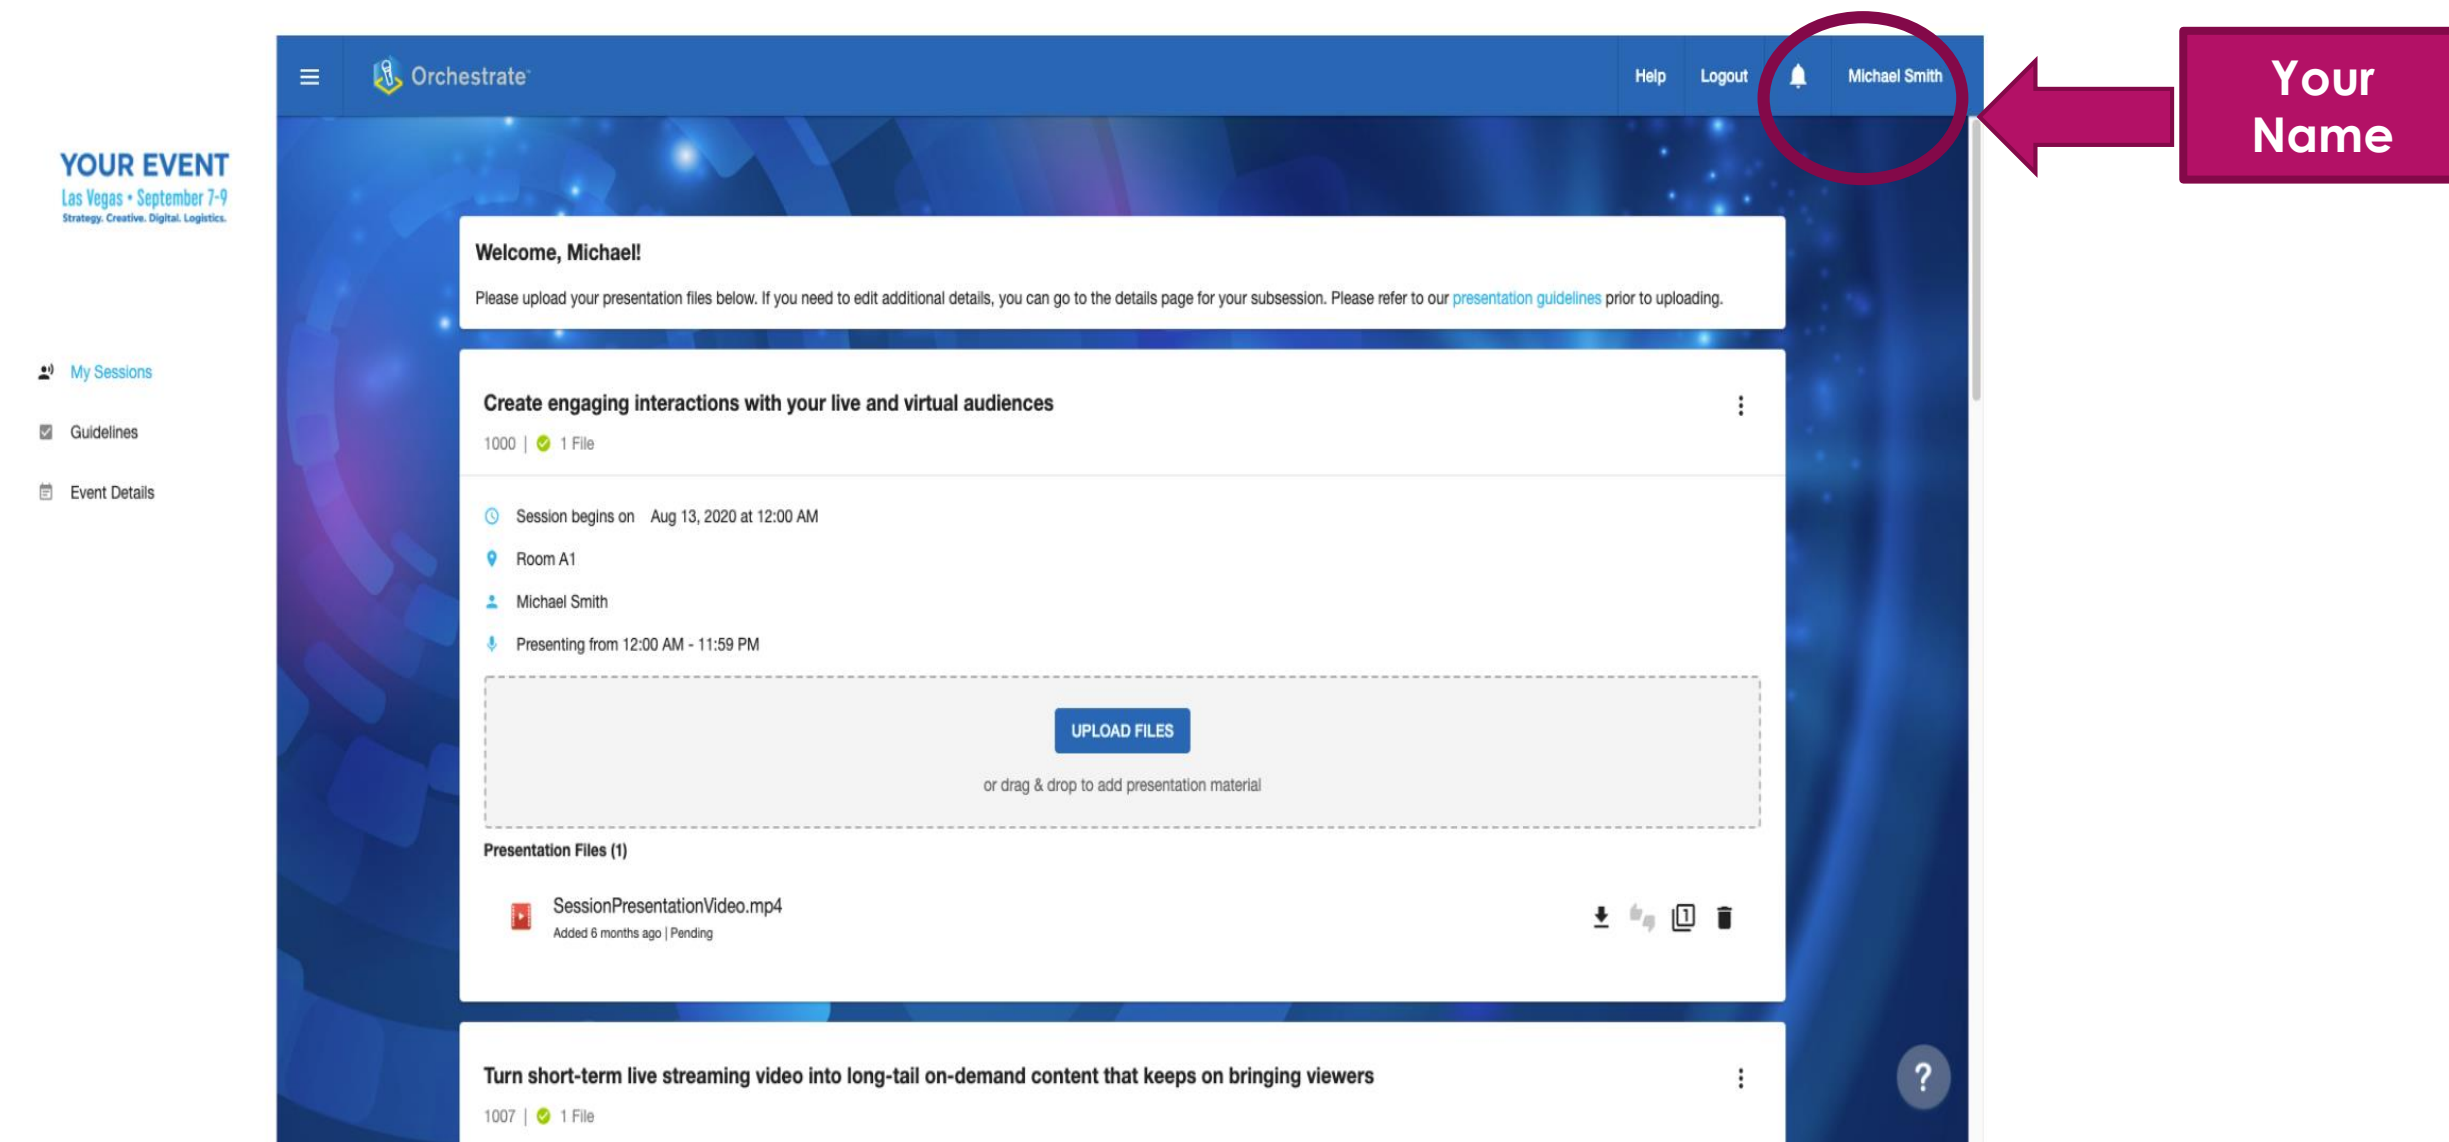 Orchestrate
Help
Logout
Michael Smith
Your
Name
YOUR EVENT
Las Vegas • September 7-9
Strategy. Creative. Digital. Logistics.
My Sessions
Guidelines
Event Details
Welcome, Michael!
Please upload your presentation files below. If you need to edit additional details, you can go to the details page for your subsession. Please refer to our presentation guidelines prior to uploading.
Create engaging interactions with your live and virtual audiences
1000 | 1 File
Session begins on Aug 13, 2020 at 12:00 AM
Room A1
Michael Smith
Presenting from 12:00 AM - 11:59 PM
UPLOAD FILES
or drag & drop to add presentation material
Presentation Files (1)
SessionPresentationVideo.mp4
Added 6 months ago | Pending
1
Turn short-term live streaming video into long-tail on-demand content that keeps on bringing viewers
1007 | 1 File
?